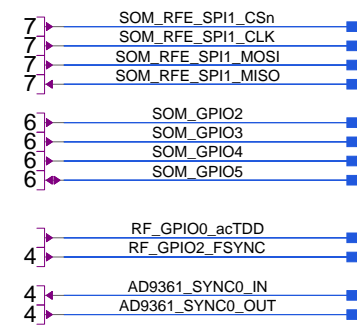 7 SOM_RFE_SPI1_CSn
7 SOM_RFE_SPI1_CLK
7 SOM_RFE_SPI1_MOSI
7 SOM_RFE_SPI1_MISO
6 SOM_GPIO2
6 SOM_GPIO3
6 SOM_GPIO4
6 SOM_GPIO5
RF_GPIO0_acTDD
4 RF_GPIO2_FSYNC
4 AD9361_SYNC0_IN
4 AD9361_SYNC0_OUT